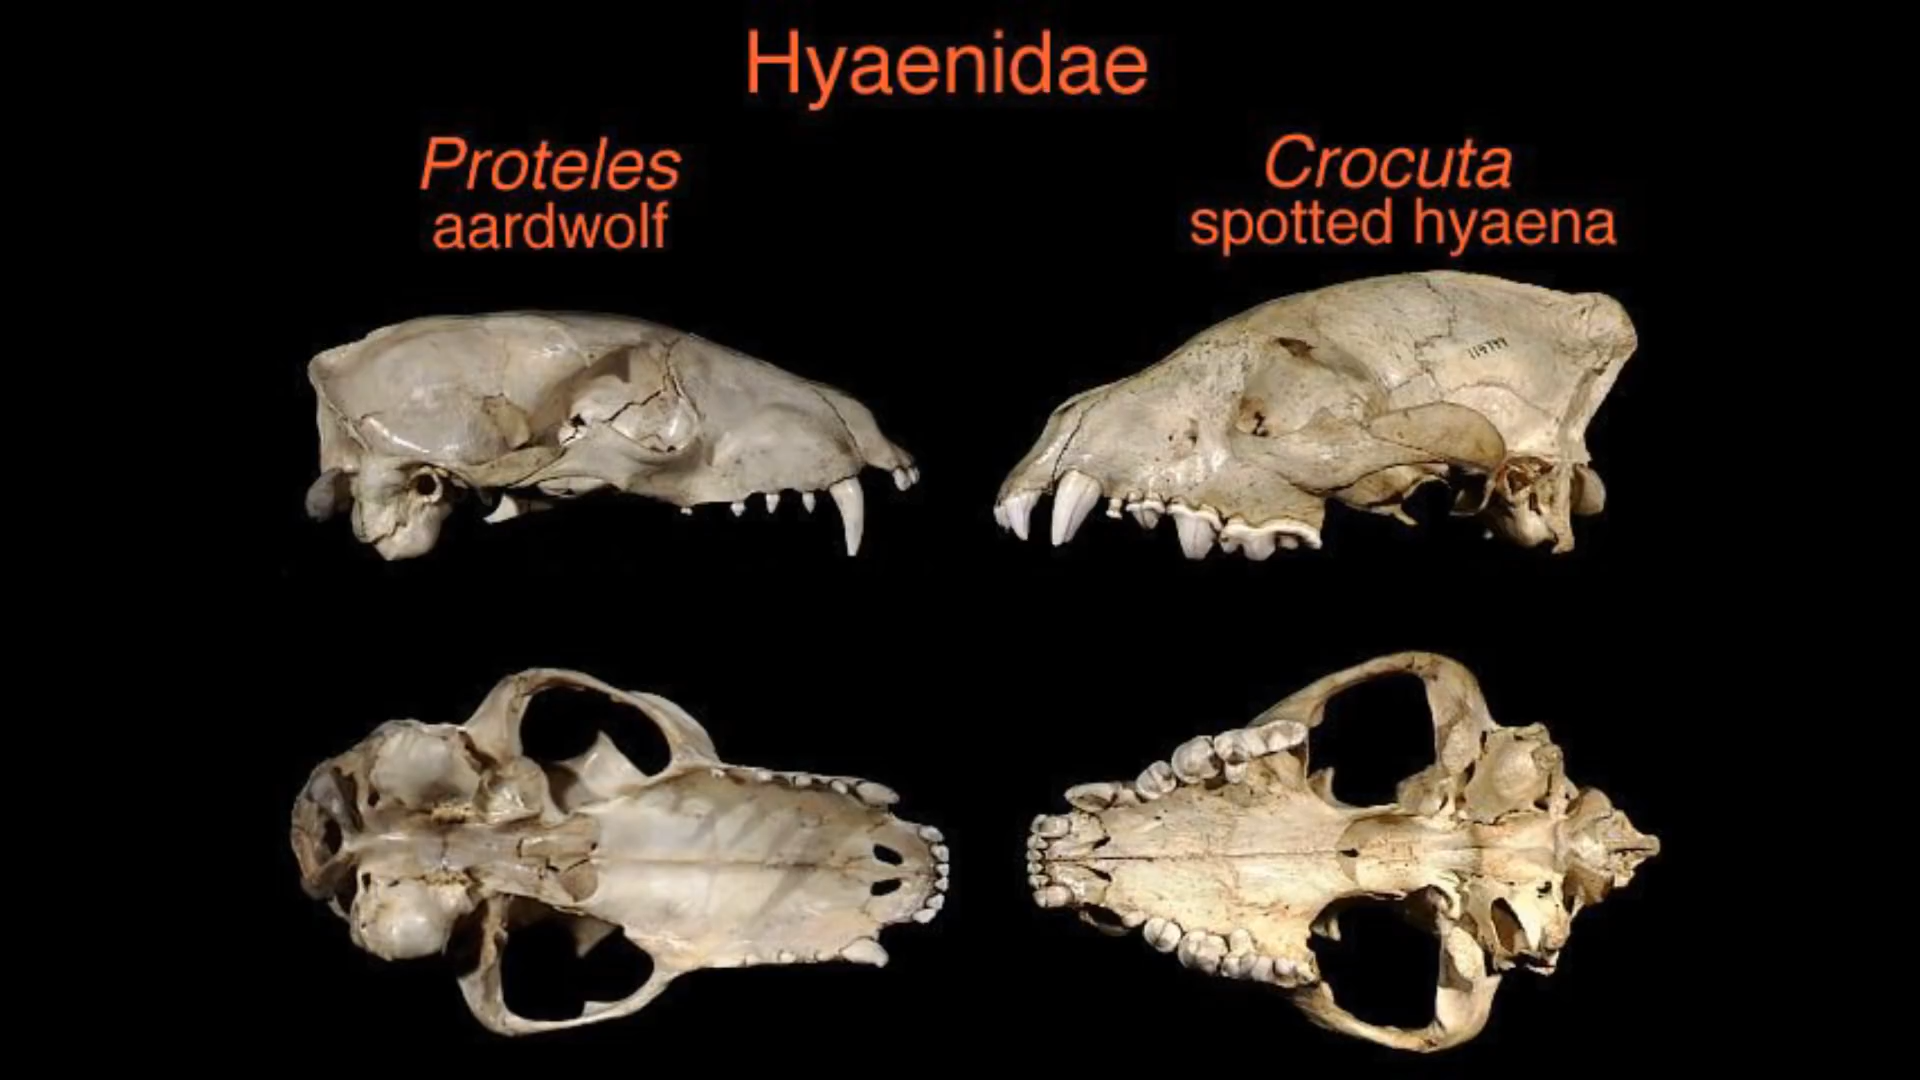 Hyaenidae
Proteles
aardwolf
Crocuta
spotted hyaena